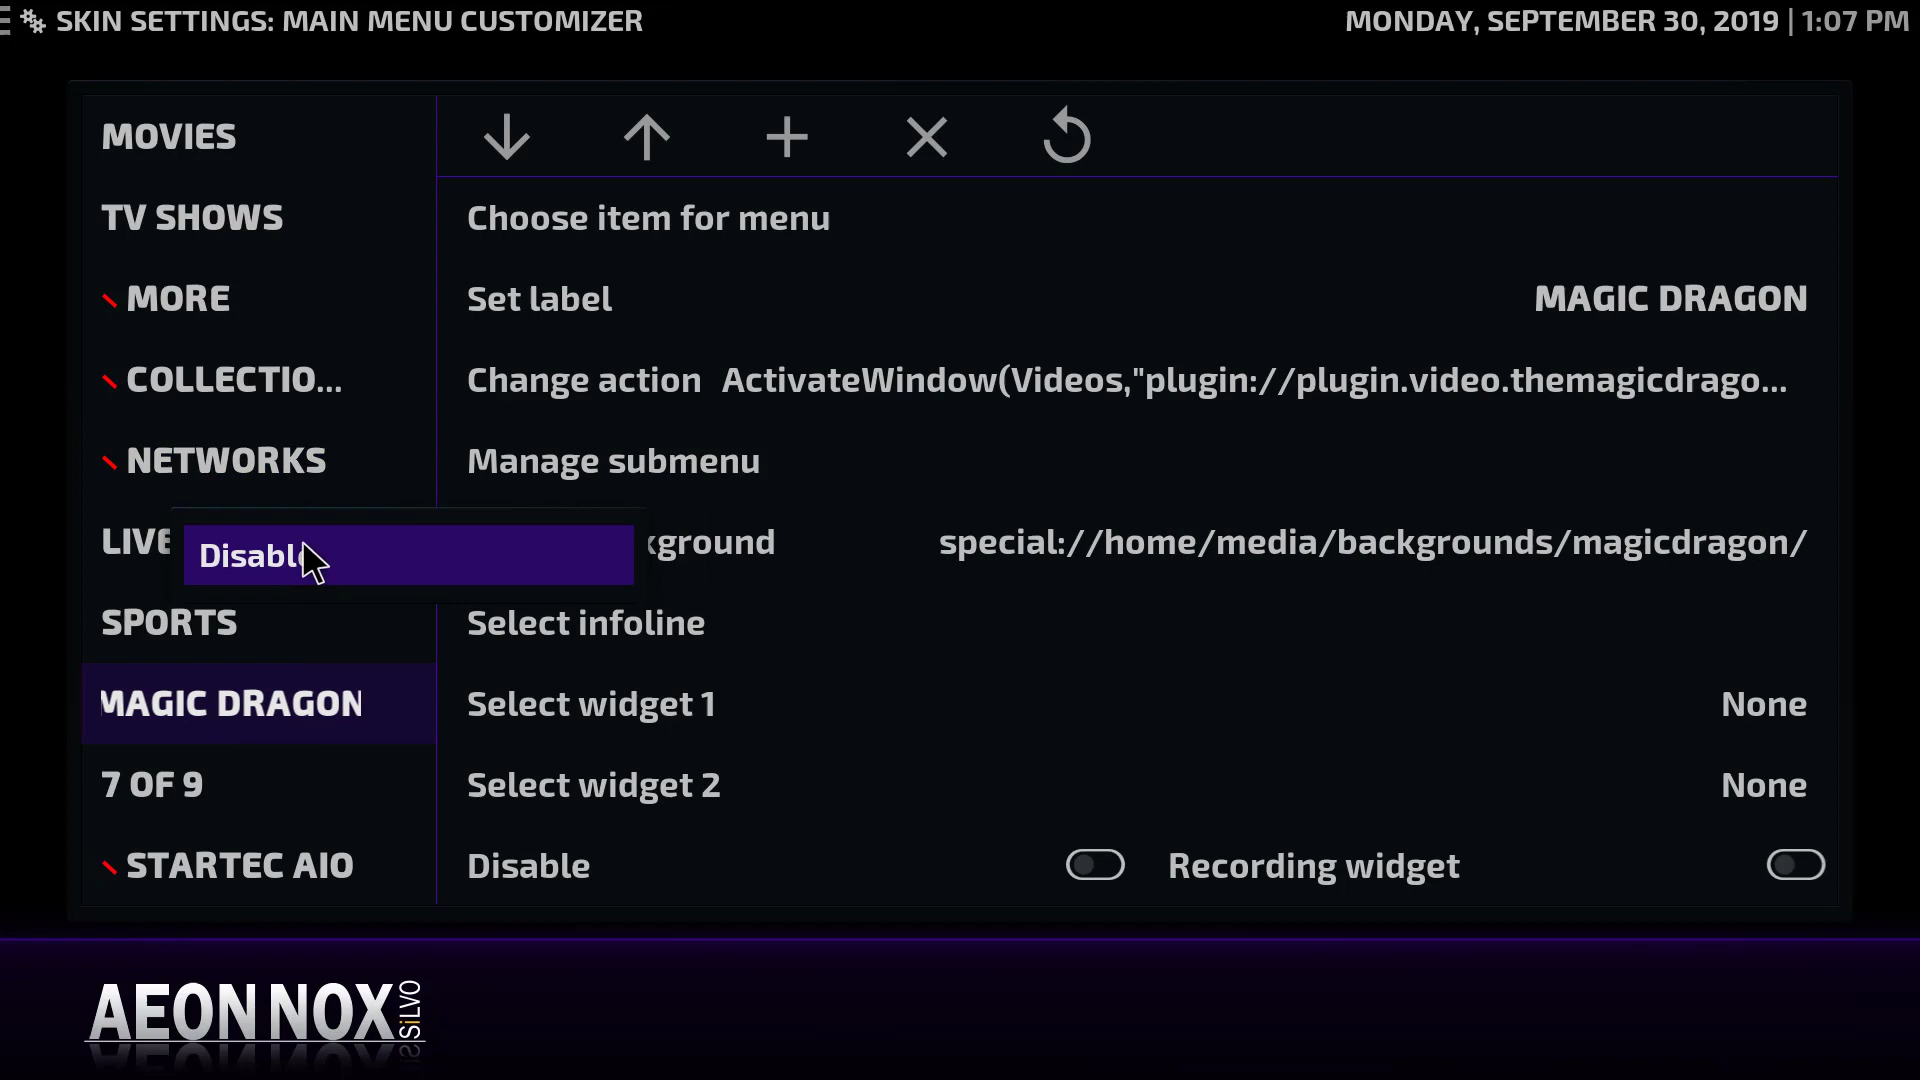 SKIN SETTINGS: MAIN MENU CUSTOMIZER
MONDAY, SEPTEMBER 30, 2019 | 1:07 PM
MOVIES
TV SHOWS
MORE
COLLECTIO...
NETWORKS
LIVE
SPORTS
MAGIC DRAGON
7 OF 9
STARTEC AIO
Choose item for menu
Set label MAGIC DRAGON
Change action ActivateWindow(Videos,"plugin://plugin.video.themagicdrago...
Manage submenu
kground special://home/media/backgrounds/magicdragon/
Disable
Select infoline
Select widget 1 None
Select widget 2 None
Disable Recording widget
AEON NOX
SiLVO